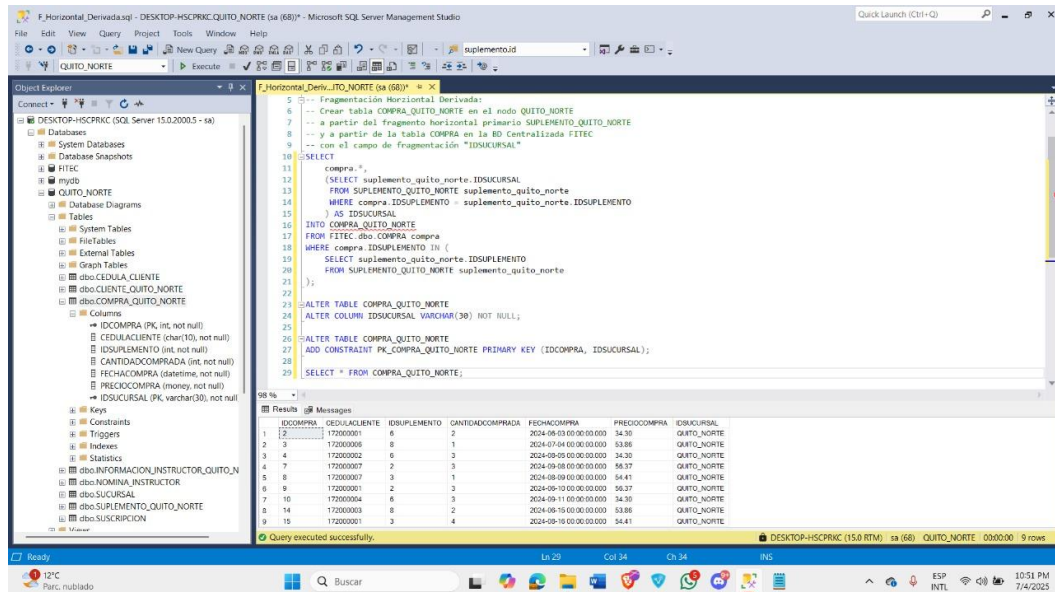 F_Horizontal_Derivada.sql - DESKTOP-HSCPRKC.QUITO_NORTE (sa (68))* - Microsoft SQL Server Management Studio
Quick Launch (Ctrl+Q)
File Edit View Query Project Tools Window Help
New Query
suplemento.id
QUITO_NORTE
Execute
Object Explorer
F_Horizontal_Deriv...ITO_NORTE (sa (68))*
Connect
DESKTOP-HSCPRKC (SQL Server 15.0.2000.5 - sa)
Databases
System Databases
Database Snapshots
FITEC
mydb
QUITO_NORTE
Database Diagrams
Tables
System Tables
FileTables
External Tables
Graph Tables
dbo.CEDULA_CLIENTE
dbo.CLIENTE_QUITO_NORTE
dbo.COMPRA_QUITO_NORTE
Columns
IDCOMPRA (PK, int, not null)
CEDULACLIENTE (char(10), not null)
IDSUPLEMENTO (int, not null)
CANTIDADCOMPRADA (int, not null)
FECHACOMPRA (datetime, not null)
PRECIOCOMPRA (money, not null)
IDSUCURSAL (PK, varchar(30), not null
Keys
Constraints
Triggers
Indexes
Statistics
dbo.INFORMACION_INSTRUCTOR_QUITO_N
dbo.NOMINA_INSTRUCTOR
dbo.SUCURSAL
dbo.SUPLEMENTO_QUITO_NORTE
dbo.SUSCRIPCION
5 -- Fragmentación Horziontal Derivada:
6 -- Crear tabla COMPRA_QUITO_NORTE en el nodo QUITO_NORTE
7 -- a partir del fragmento horizontal primario SUPLEMENTO_QUITO_NORTE
8 -- y a partir de la tabla COMPRA en la BD Centralizada FITEC
9 -- con el campo de fragmentación "IDSUCURSAL"
10 SELECT
11 compra.*,
12 (SELECT suplemento_quito_norte.IDSUCURSAL
13 FROM SUPLEMENTO_QUITO_NORTE suplemento_quito_norte
14 WHERE compra.IDSUPLEMENTO = suplemento_quito_norte.IDSUPLEMENTO
15 ) AS IDSUCURSAL
16 INTO COMPRA_QUITO_NORTE
17 FROM FITEC.dbo.COMPRA compra
18 WHERE compra.IDSUPLEMENTO IN (
19 SELECT suplemento_quito_norte.IDSUPLEMENTO
20 FROM SUPLEMENTO_QUITO_NORTE suplemento_quito_norte
21 );
22
23 ALTER TABLE COMPRA_QUITO_NORTE
24 ALTER COLUMN IDSUCURSAL VARCHAR(30) NOT NULL;
25
26 ALTER TABLE COMPRA_QUITO_NORTE
27 ADD CONSTRAINT PK_COMPRA_QUITO_NORTE PRIMARY KEY (IDCOMPRA, IDSUCURSAL);
28
29 SELECT * FROM COMPRA_QUITO_NORTE;
98 %
Results Messages
IDCOMPRA CEDULACLIENTE IDSUPLEMENTO CANTIDADCOMPRADA FECHACOMPRA PRECIOCOMPRA IDSUCURSAL
1 2 172000001 6 2 2024-06-03 00:00:00.000 34.30 QUITO_NORTE
2 3 172000006 8 1 2024-07-04 00:00:00.000 53.86 QUITO_NORTE
3 4 172000002 6 3 2024-08-05 00:00:00.000 34.30 QUITO_NORTE
4 7 172000007 2 3 2024-09-08 00:00:00.000 56.37 QUITO_NORTE
5 8 172000007 3 1 2024-08-09 00:00:00.000 54.41 QUITO_NORTE
6 9 172000001 2 3 2024-06-10 00:00:00.000 56.37 QUITO_NORTE
7 10 172000004 6 3 2024-09-11 00:00:00.000 34.30 QUITO_NORTE
8 14 172000003 8 2 2024-06-15 00:00:00.000 53.86 QUITO_NORTE
9 15 172000001 3 4 2024-08-16 00:00:00.000 54.41 QUITO_NORTE
Query executed successfully.
DESKTOP-HSCPRKC (15.0 RTM) sa (68) QUITO_NORTE 00:00:00 9 rows
Ready Ln 29 Col 34 Ch 34 INS
12°C
Parc. nublado
Buscar
ESP
INTL
10:51 PM
7/4/2025